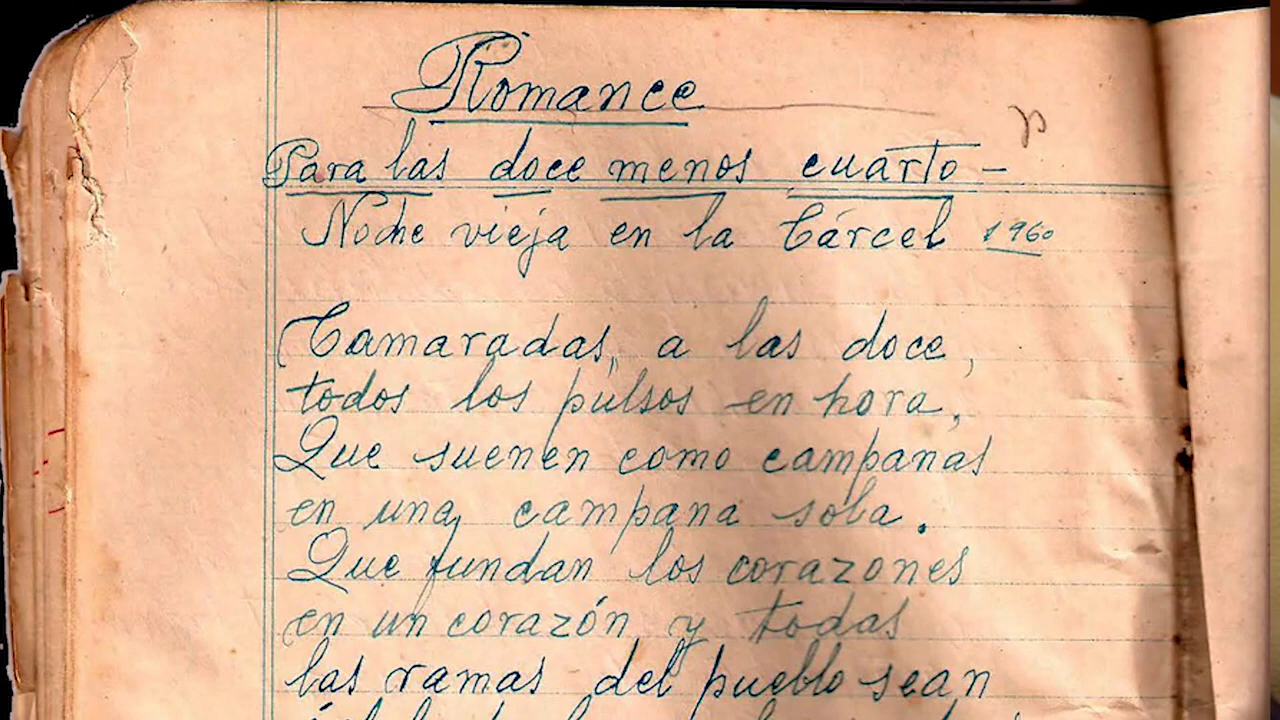 Romance
Para las doce menos cuarto —
Noche vieja en la Cárcel 1960
Camaradas, a las doce,
todos los pulsos en hora,
Que suenen como campanas
en una campana sola.
Que fundan los corazones
en un corazón y todas
las ramas del pueblo sean